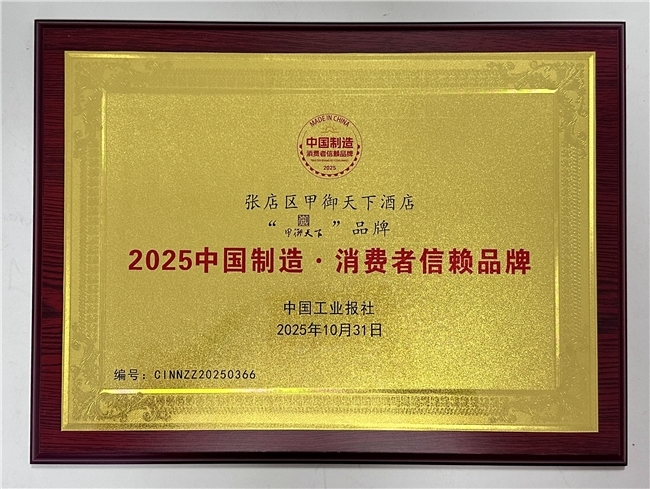 MADE IN CHINA
中国制造
消费者信赖品牌
2025
张店区甲御天下酒店
“甲御天下”品牌
2025中国制造·消费者信赖品牌
中国工业报社
2025年10月31日
编号：CINNZZ20250366